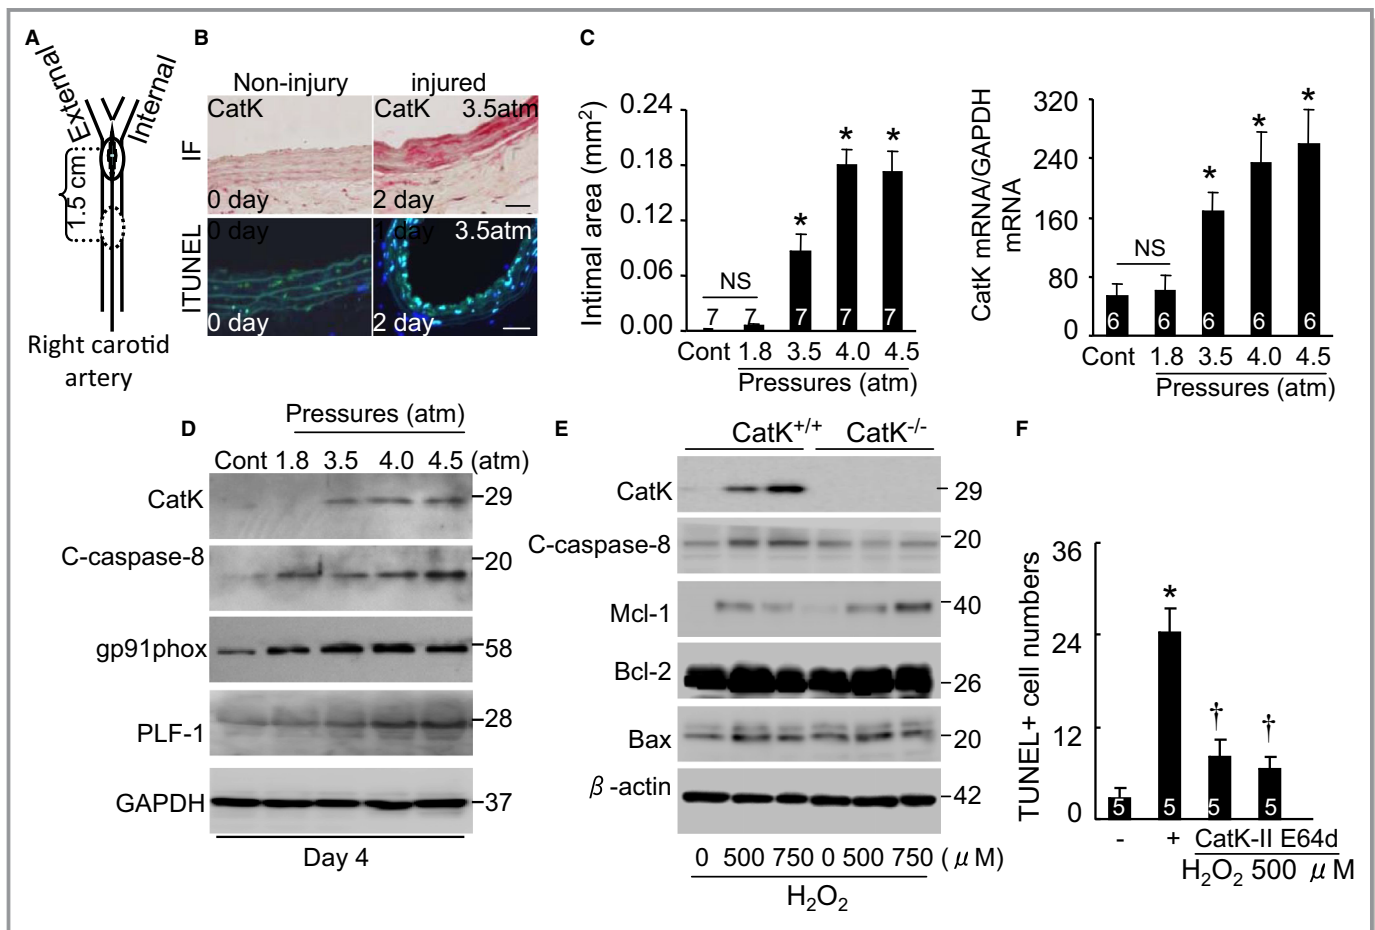 A
External
Internal
1.5 cm
Right carotid
artery
B
Non-injury
injured
IF
CatK
CatK 3.5atm
0 day
2 day
ITUNEL
0 day
1 day 3.5atm
0 day
2 day
C
Intimal area (mm²)
0.24
0.18
0.12
0.06
0.00
NS
* * *
7 7 7 7 7
Cont 1.8 3.5 4.0 4.5
Pressures (atm)
CatK mRNA/GAPDH
mRNA
320
240
160
80
0
NS
* * *
6 6 6 6 6
Cont 1.8 3.5 4.0 4.5
Pressures (atm)
D
Pressures (atm)
Cont 1.8 3.5 4.0 4.5 (atm)
CatK 29
C-caspase-8 20
gp91phox 58
PLF-1 28
GAPDH 37
Day 4
E
CatK+/+ CatK-/-
CatK 29
C-caspase-8 20
Mcl-1 40
Bcl-2 26
Bax 20
β-actin 42
0 500 750 0 500 750 (μM)
H₂O₂
F
TUNEL+ cell numbers
36
24
12
0
* † †
5 5 5 5
- + CatK-II E64d
H₂O₂ 500 μM